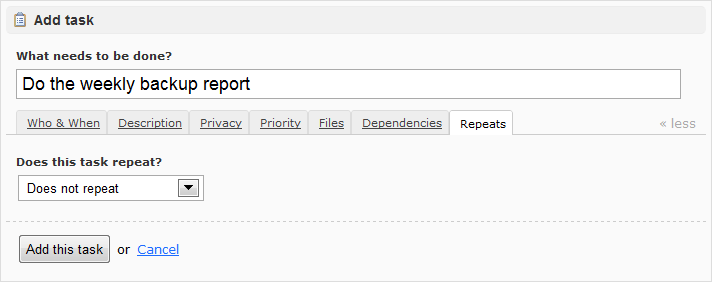 Add task
What needs to be done?
Do the weekly backup report
Who & When Description Privacy Priority Files Dependencies Repeats « less
Does this task repeat?
Does not repeat
Add this task or Cancel